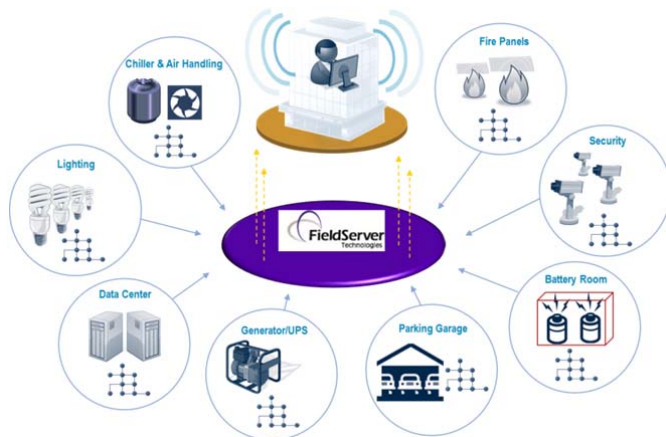 Chiller & Air Handling
Fire Panels
Lighting
Security
FieldServer
Technologies
Data Center
Generator/UPS
Parking Garage
Battery Room